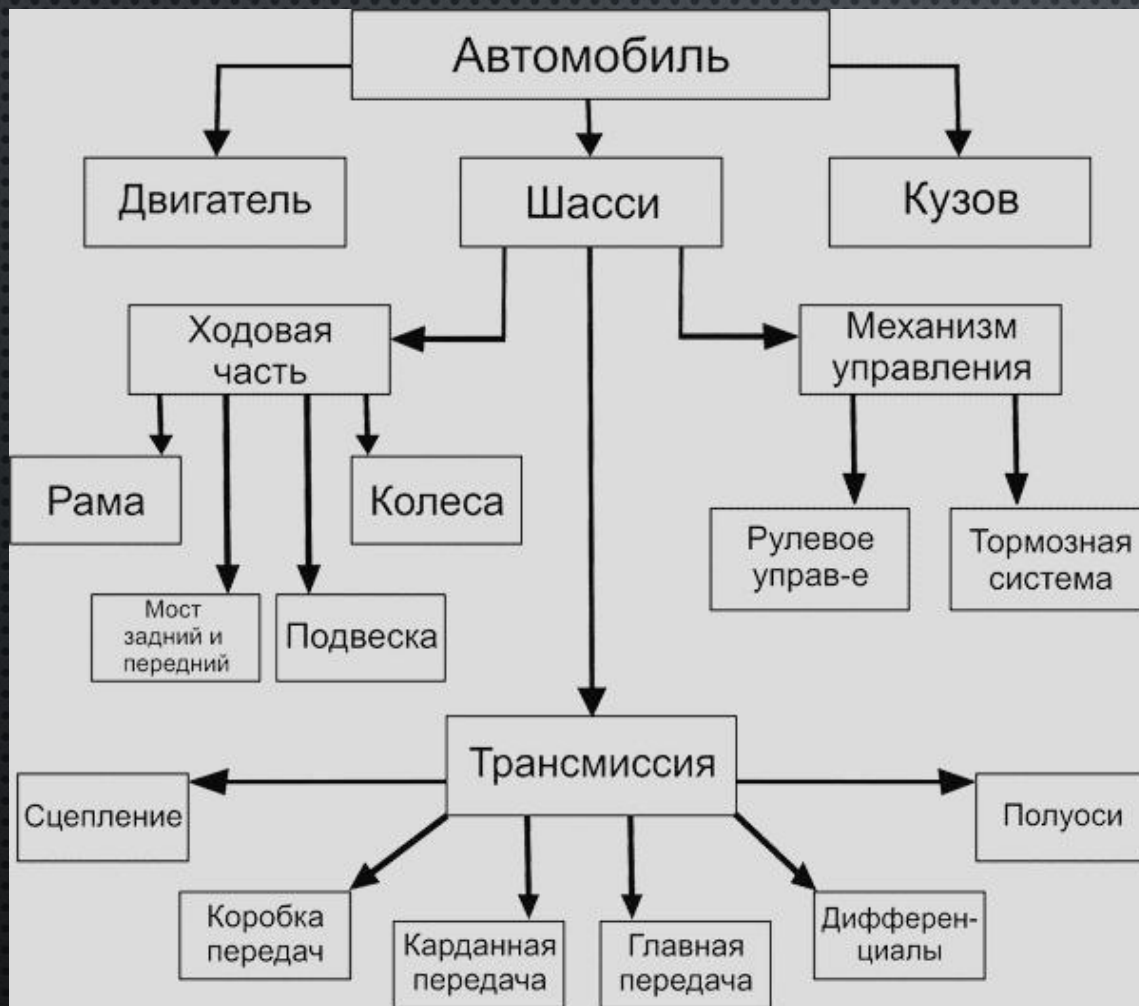 Автомобиль
Двигатель
Шасси
Кузов
Ходовая
часть
Механизм
управления
Рама
Колеса
Рулевое
управ-е
Тормозная
система
Мост
задний и
передний
Подвеска
Трансмиссия
Сцепление
Полуоси
Коробка
передач
Карданная
передача
Главная
передача
Дифферен-
циалы